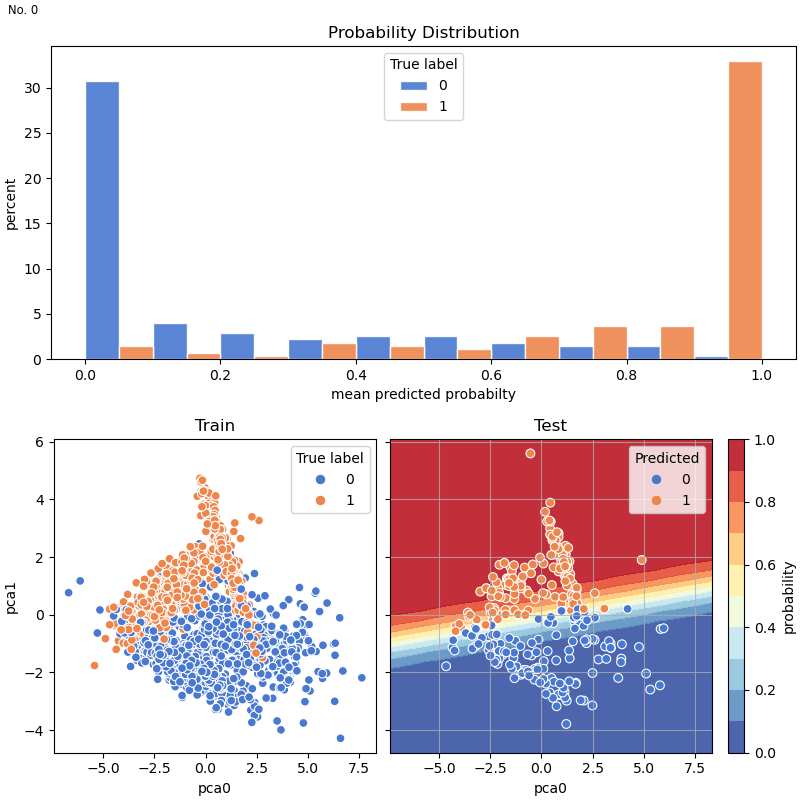 No. 0
Probability Distribution
True label
0
1
percent
30
25
20
15
10
5
0
0.0 0.2 0.4 0.6 0.8 1.0
mean predicted probabilty
Train
True label
0
1
pca1
6
4
2
0
−2
−4
−5.0 −2.5 0.0 2.5 5.0 7.5
pca0
Test
Predicted
0
1
−5.0 −2.5 0.0 2.5 5.0 7.5
pca0
1.0
0.8
0.6
0.4
0.2
0.0
probability